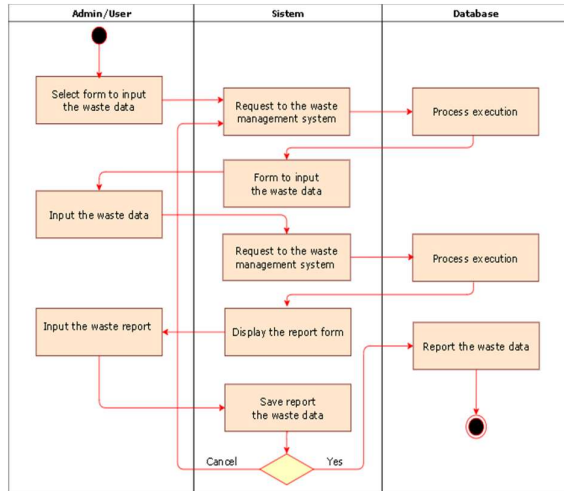 Admin/User
Sistem
Database
Select form to input
the waste data
Request to the waste
management system
Process execution
Form to input
the waste data
Input the waste data
Request to the waste
management system
Process execution
Input the waste report
Display the report form
Report the waste data
Save report
the waste data
Cancel
Yes